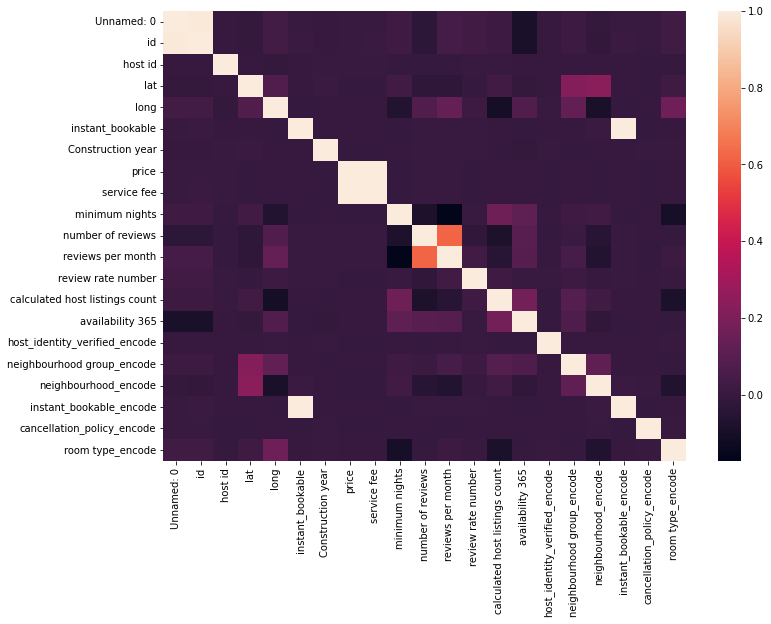 Unnamed: 0
id
host id
lat
long
instant_bookable
Construction year
price
service fee
minimum nights
number of reviews
reviews per month
review rate number
calculated host listings count
availability 365
host_identity_verified_encode
neighbourhood group_encode
neighbourhood_encode
instant_bookable_encode
cancellation_policy_encode
room type_encode
Unnamed: 0
id
host id
lat
long
instant_bookable
Construction year
price
service fee
minimum nights
number of reviews
reviews per month
review rate number
calculated host listings count
availability 365
host_identity_verified_encode
neighbourhood group_encode
neighbourhood_encode
instant_bookable_encode
cancellation_policy_encode
room type_encode
1.0
0.8
0.6
0.4
0.2
0.0